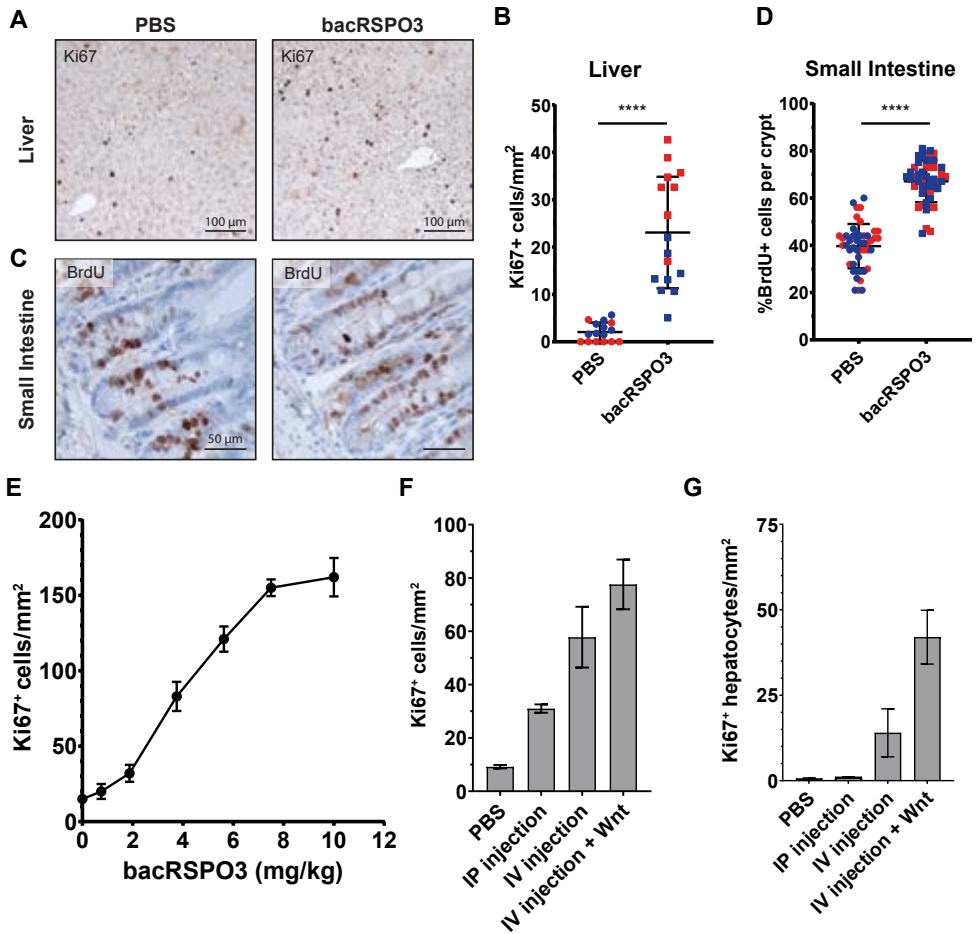 A
PBS
bacRSPO3
Ki67
Ki67
Liver
100 µm
100 µm
C
BrdU
BrdU
Small Intestine
50 µm
B
Liver
****
Ki67+ cells/mm²
50
40
30
20
10
0
PBS
bacRSPO3
D
Small Intestine
****
%BrdU+ cells per crypt
100
80
60
40
20
0
PBS
bacRSPO3
E
Ki67⁺ cells/mm²
200
150
100
50
0
0 2 4 6 8 10 12
bacRSPO3 (mg/kg)
F
Ki67⁺ cells/mm²
100
80
60
40
20
0
PBS
IP injection
IV injection
IV injection + Wnt
G
Ki67⁺ hepatocytes/mm²
75
50
25
0
PBS
IP injection
IV injection
IV injection + Wnt